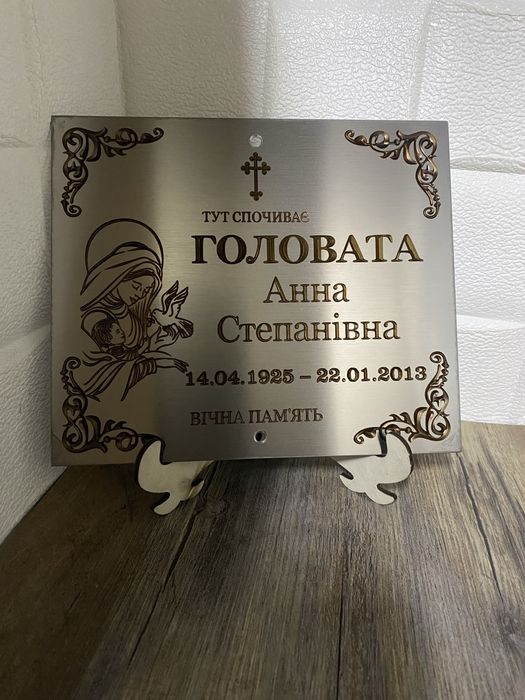 ТУТ СПОЧИВАЄ
ГОЛОВАТА
Анна
Степанівна
14.04.1925 – 22.01.2013
ВІЧНА ПАМ'ЯТЬ